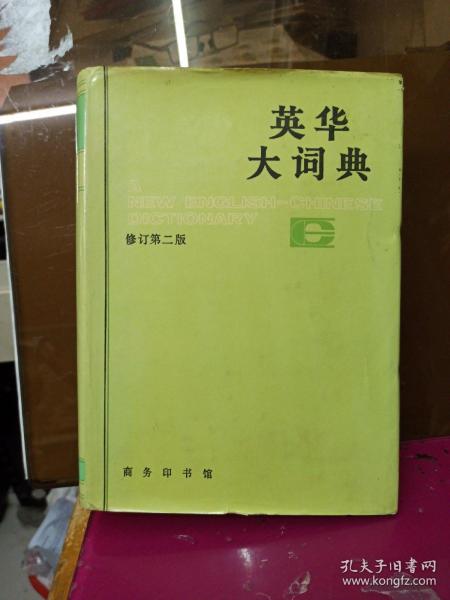 英华
大词典
A
NEW ENGLISH-CHINESE
DICTIONARY
修订第二版
商务印书馆
孔夫子旧书网
www.kongfz.com